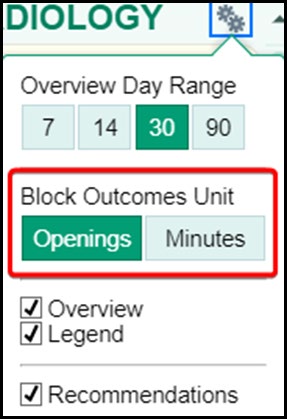 DIOLOGY
Overview Day Range
7 14 30 90
Block Outcomes Unit
Openings Minutes
Overview
Legend
Recommendations